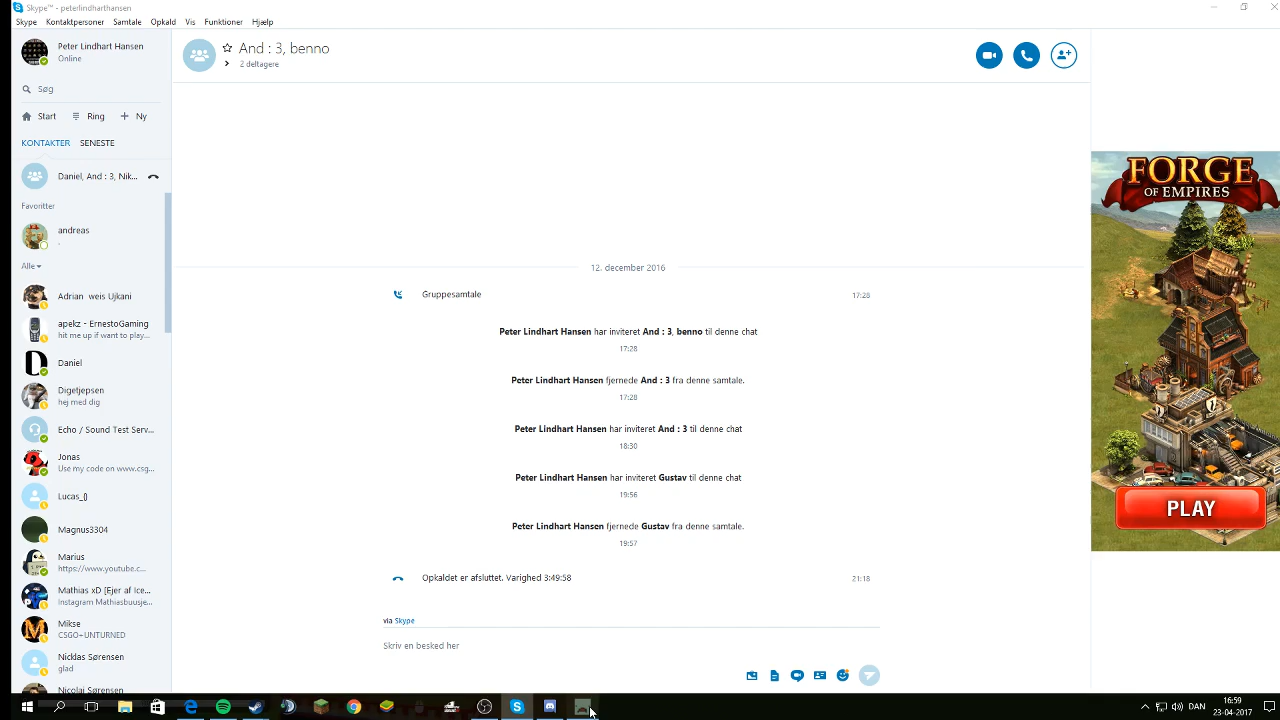 Skype™ - peterlindharthansen
Skype Kontaktpersoner Samtale Opkald Vis Funktioner Hjælp
Peter Lindhart Hansen
Online
Søg
Start Ring Ny
KONTAKTER SENESTE
Daniel, And : 3, Nik...
Favoritter
andreas
.
Alle
Adrian weis Ujkani
apekz - ErnestoGaming
hit me up if want to play...
Daniel
Digetjepsen
hej med dig
Echo / Sound Test Serv...
Jonas
Use my code on www.csg...
Lucas_()
Magnus3304
Marius
https://www.youtube.c...
Mathias xD [Ejer af Ice...
Instagram Mathiasbuusje...
Mikse
CSGO+UNTURNED
Nicklas Sørensen
glad
Nicolai Sørensen
And : 3, benno
2 deltagere
12. december 2016
Gruppesamtale 17:28
Peter Lindhart Hansen har inviteret And : 3, benno til denne chat
17:28
Peter Lindhart Hansen fjernede And : 3 fra denne samtale.
17:28
Peter Lindhart Hansen har inviteret And : 3 til denne chat
18:30
Peter Lindhart Hansen har inviteret Gustav til denne chat
19:56
Peter Lindhart Hansen fjernede Gustav fra denne samtale.
19:57
Opkaldet er afsluttet. Varighed 3:49:58 21:18
via Skype
Skriv en besked her
FORGE
OF EMPIRES
PLAY
DAN
16:59
23-04-2017